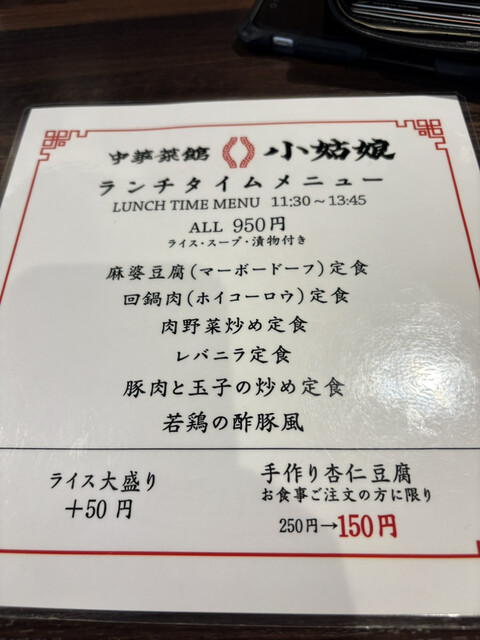 中華菜館 小姑娘
ランチタイムメニュー
LUNCH TIME MENU 11:30～13:45
ALL 950円
ライス・スープ・漬物付き
麻婆豆腐(マーボードーフ)定食
回鍋肉(ホイコーロウ)定食
肉野菜炒め定食
レバニラ定食
豚肉と玉子の炒め定食
若鶏の酢豚風
ライス大盛り
+50 円
手作り杏仁豆腐
お食事ご注文の方に限り
250円→150円